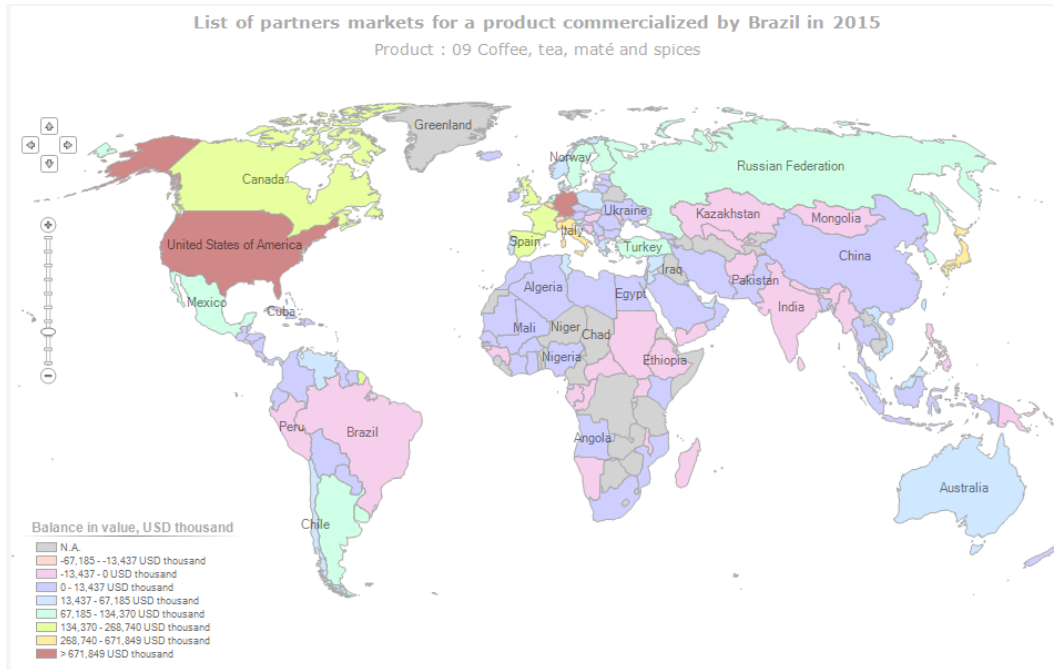 List of partners markets for a product commercialized by Brazil in 2015
Product : 09 Coffee, tea, maté and spices
Greenland
Norway
Russian Federation
Canada
Ukraine
Kazakhstan
Mongolia
United States of America
Spain
Italy
Turkey
China
Iraq
Mexico
Algeria
Egypt
Pakistan
Cuba
India
Mali
Niger
Chad
Nigeria
Ethiopia
Peru
Brazil
Angola
Australia
Chile
Balance in value, USD thousand
N.A.
-67,185 - -13,437 USD thousand
-13,437 - 0 USD thousand
0 - 13,437 USD thousand
13,437 - 67,185 USD thousand
67,185 - 134,370 USD thousand
134,370 - 268,740 USD thousand
268,740 - 671,849 USD thousand
> 671,849 USD thousand